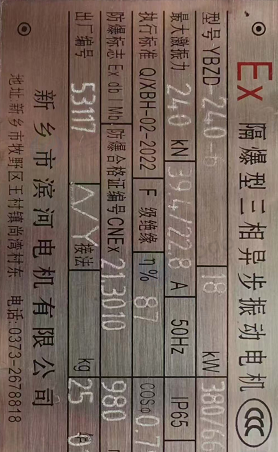 Ex 隔爆型三相异步振动电机 CCC
型号 YBZD 240-6 18 kW 380/66
最大激振力 240 kN 39.4/22.8 A 50Hz IP65
执行标准 Q/XBH-02-2022 F 级绝缘 η% 87 COSø 0.7
防爆标志 Ex db I Mb 防爆合格证编号 CNEx 21.3010 980
出厂编号 53117 △/Y 接法 kg 25
新乡市滨河电机有限公司
地址:新乡市牧野区王村镇尚湾村东 电话:0373-2678818